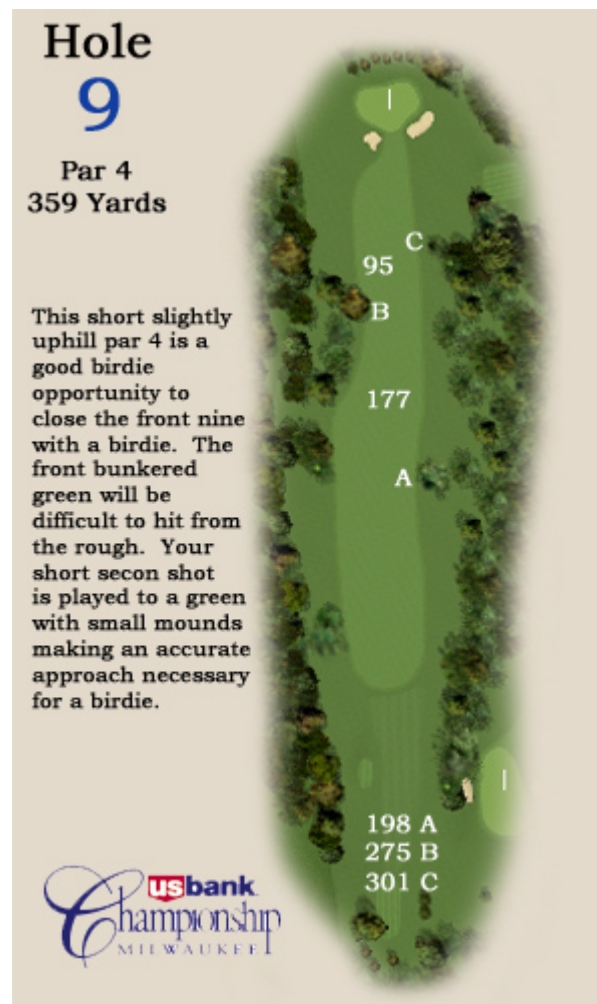 Hole
9
Par 4
359 Yards
C
95
B
177
A
This short slightly
uphill par 4 is a
good birdie
opportunity to
close the front nine
with a birdie. The
front bunkered
green will be
difficult to hit from
the rough. Your
short secon shot
is played to a green
with small mounds
making an accurate
approach necessary
for a birdie.
198 A
275 B
301 C
usbank
Championship
MILWAUKEE